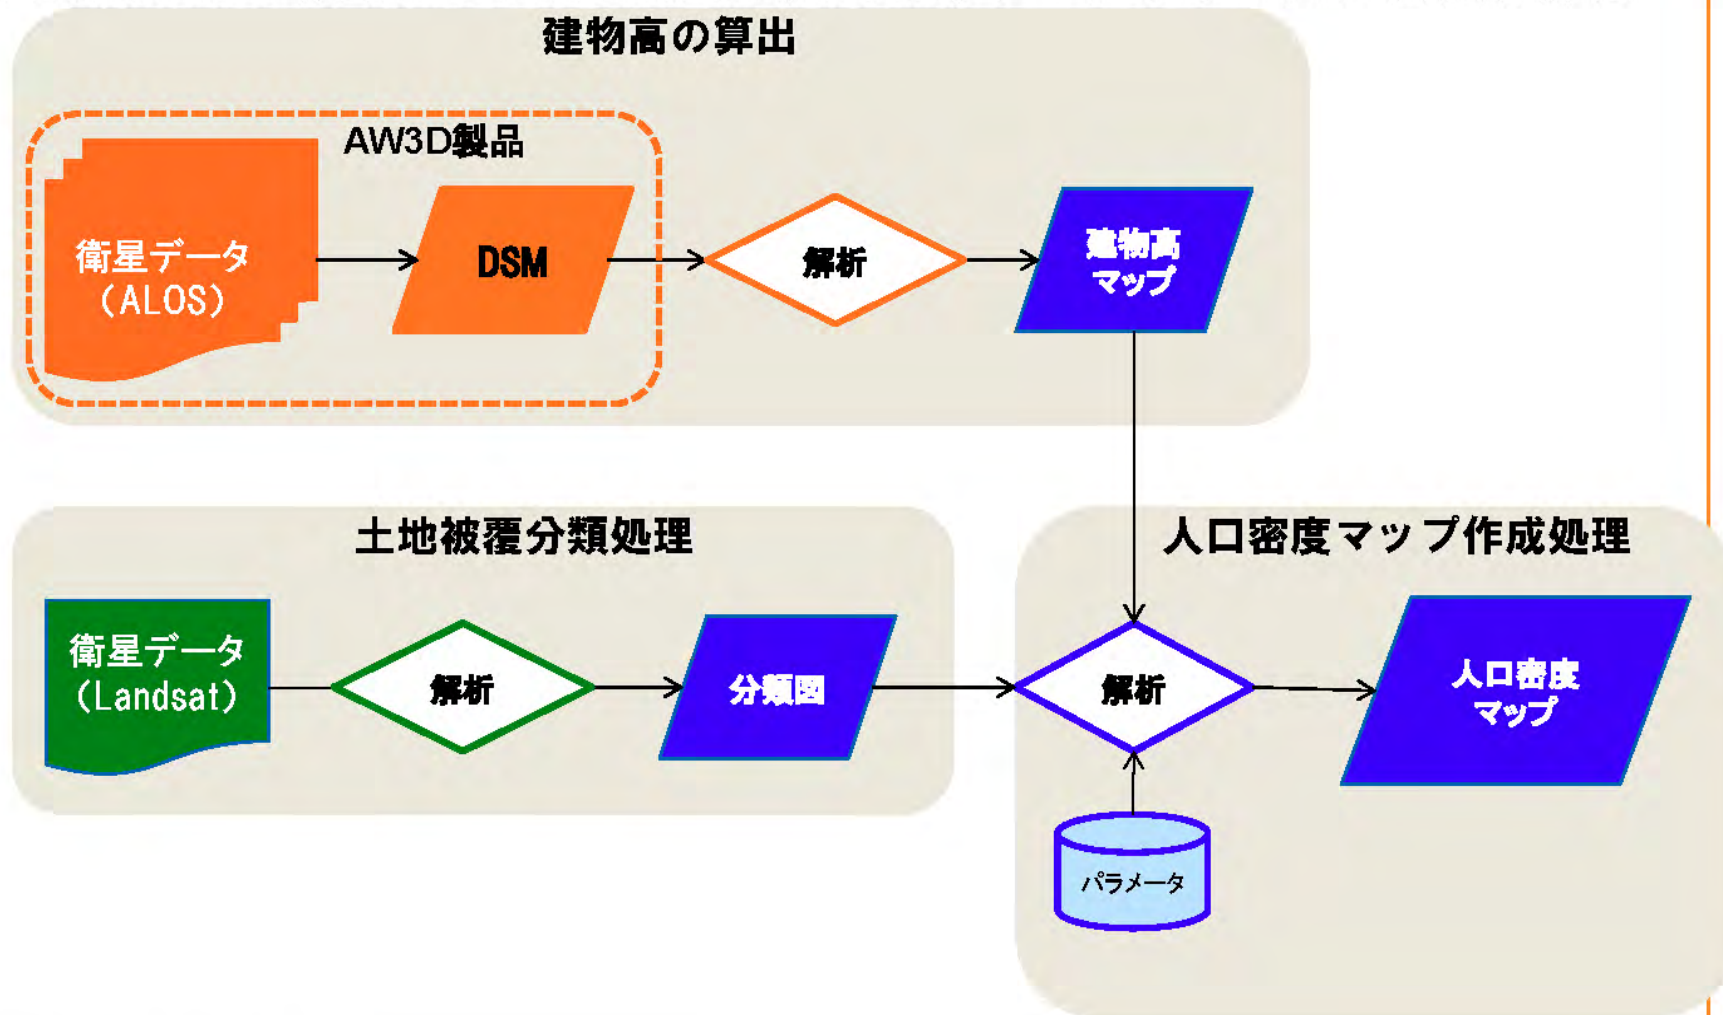 建物高の算出
AW3D製品
衛星データ
(ALOS)
DSM
解析
建物高
マップ
土地被覆分類処理
衛星データ
(Landsat)
解析
分類図
人口密度マップ作成処理
解析
人口密度
マップ
パラメータ